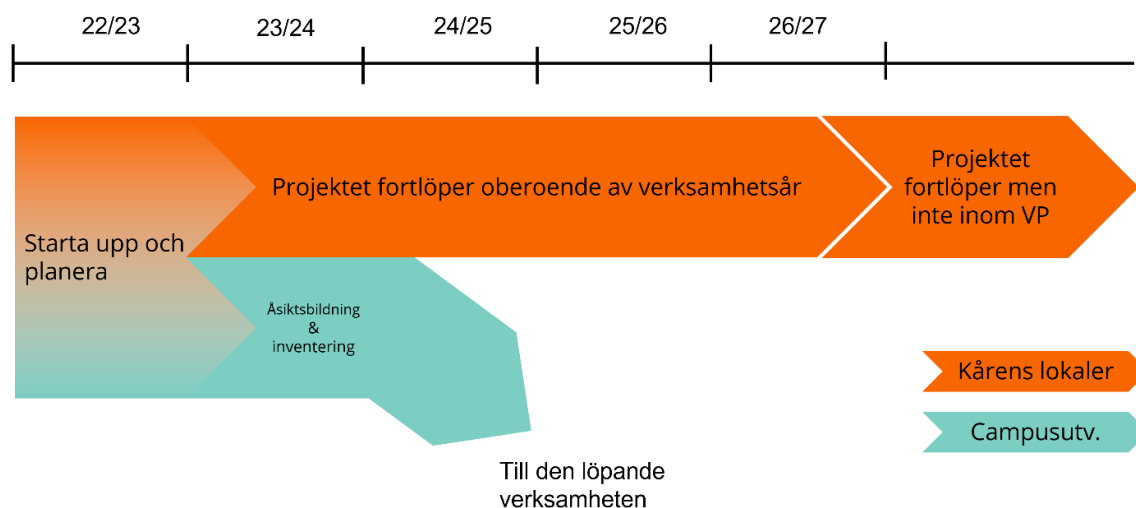 22/23
23/24
24/25
25/26
26/27
Projektet fortlöper oberoende av verksamhetsår
Projektet
fortlöper men
inte inom VP
Starta upp och
planera
Åsiktsbildning
&
inventering
Kårens lokaler
Campusutv.
Till den löpande
verksamheten